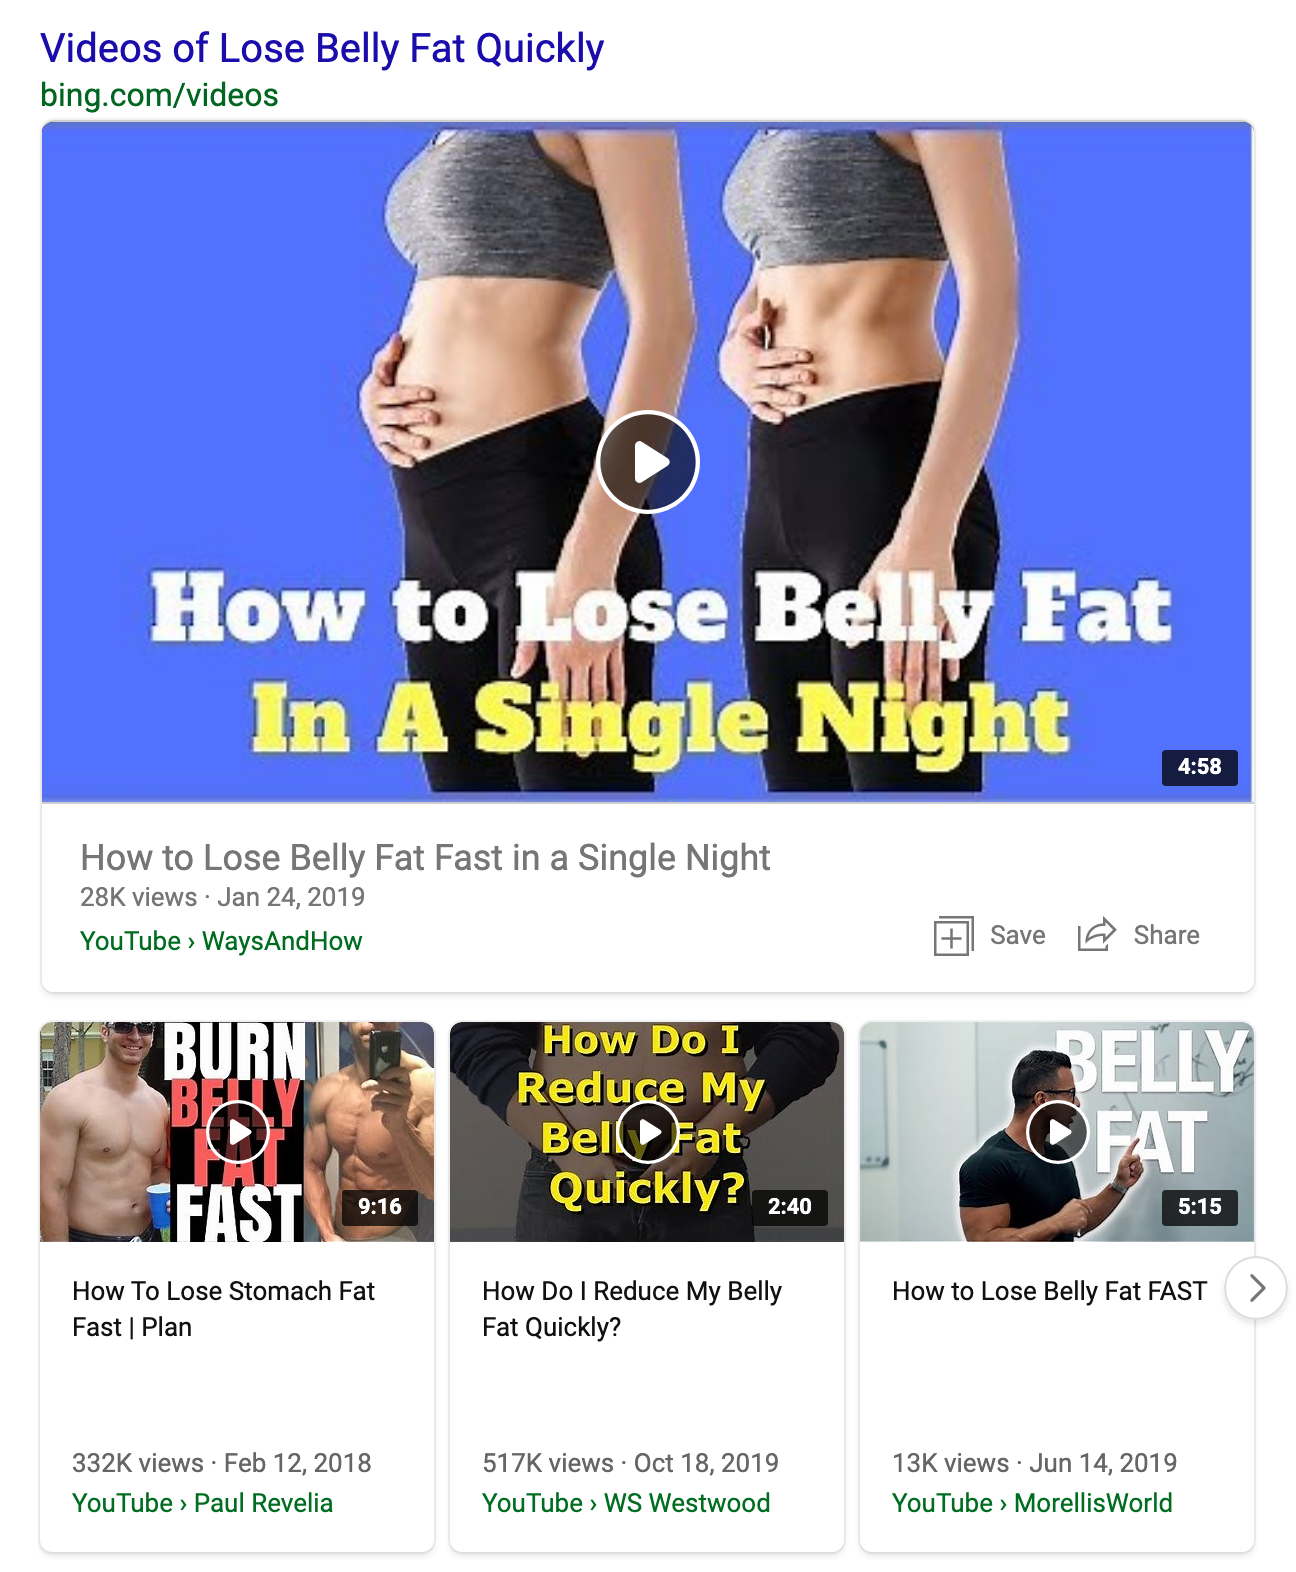 Videos of Lose Belly Fat Quickly
bing.com/videos
How to Lose Belly Fat
In A Single Night
4:58
How to Lose Belly Fat Fast in a Single Night
28K views · Jan 24, 2019
YouTube › WaysAndHow
Save
Share
BURN
BELLY
FAT
FAST
9:16
How To Lose Stomach Fat
Fast | Plan
332K views · Feb 12, 2018
YouTube › Paul Revelia
How Do I
Reduce My
Belly Fat
Quickly?
2:40
How Do I Reduce My Belly
Fat Quickly?
517K views · Oct 18, 2019
YouTube › WS Westwood
BELLY
FAT
5:15
How to Lose Belly Fat FAST
13K views · Jun 14, 2019
YouTube › MorellisWorld